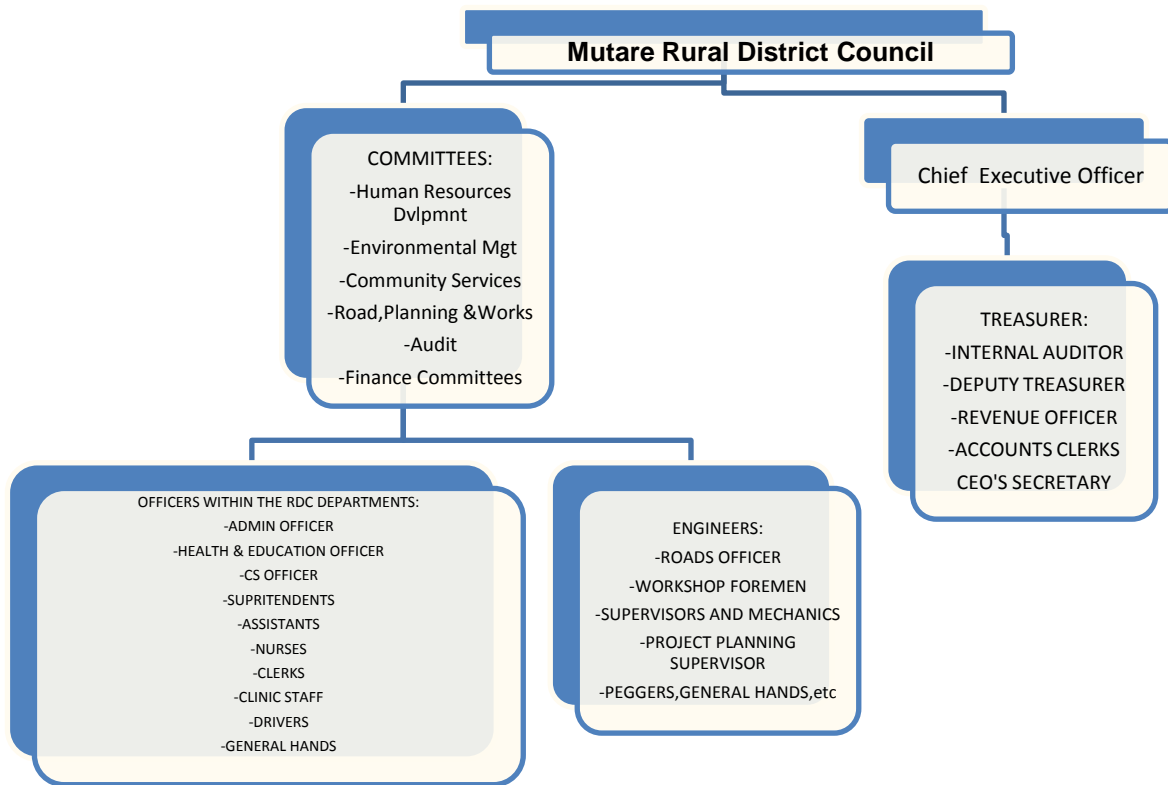 Mutare Rural District Council
COMMITTEES:
-Human Resources
Dvlpmnt
-Environmental Mgt
-Community Services
-Road,Planning &Works
-Audit
-Finance Committees
Chief Executive Officer
TREASURER:
-INTERNAL AUDITOR
-DEPUTY TREASURER
-REVENUE OFFICER
-ACCOUNTS CLERKS
CEO'S SECRETARY
OFFICERS WITHIN THE RDC DEPARTMENTS:
-ADMIN OFFICER
-HEALTH & EDUCATION OFFICER
-CS OFFICER
-SUPRITENDENTS
-ASSISTANTS
-NURSES
-CLERKS
-CLINIC STAFF
-DRIVERS
-GENERAL HANDS
ENGINEERS:
-ROADS OFFICER
-WORKSHOP FOREMEN
-SUPERVISORS AND MECHANICS
-PROJECT PLANNING
SUPERVISOR
-PEGGERS,GENERAL HANDS,etc